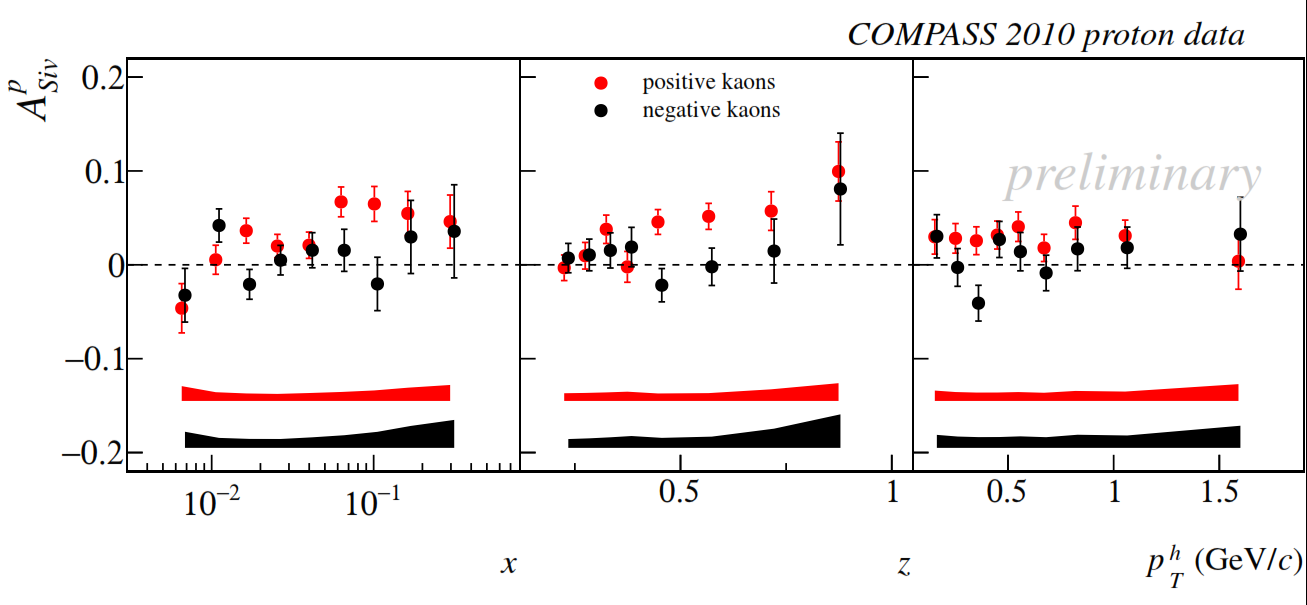 COMPASS 2010 proton data
A^p_Siv
0.2
0.1
0
−0.1
−0.2
positive kaons
negative kaons
preliminary
10^−2 10^−1
0.5 1
0.5 1 1.5
x
z
p_T^h (GeV/c)